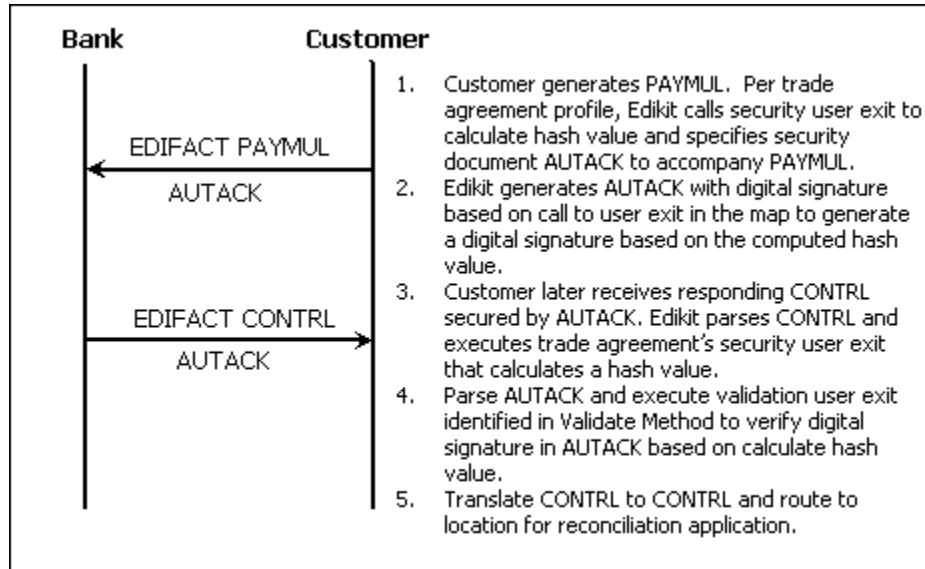 Bank Customer
EDIFACT PAYMUL
AUTACK
EDIFACT CONTRL
AUTACK
1. Customer generates PAYMUL. Per trade
agreement profile, Edikit calls security user exit to
calculate hash value and specifies security
document AUTACK to accompany PAYMUL.
2. Edikit generates AUTACK with digital signature
based on call to user exit in the map to generate
a digital signature based on the computed hash
value.
3. Customer later receives responding CONTRL
secured by AUTACK. Edikit parses CONTRL and
executes trade agreement's security user exit
that calculates a hash value.
4. Parse AUTACK and execute validation user exit
identified in Validate Method to verify digital
signature in AUTACK based on calculate hash
value.
5. Translate CONTRL to CONTRL and route to
location for reconciliation application.